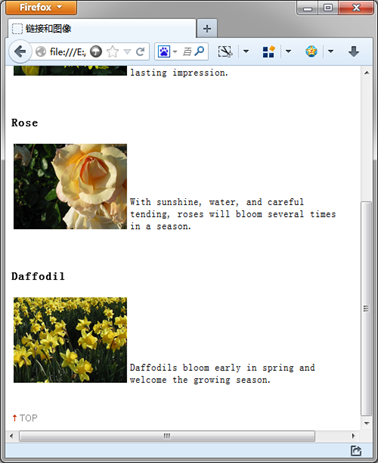 Firefox
链接和图像
file:///E:
百
lasting impression.
Rose
With sunshine, water, and careful
tending, roses will bloom several times
in a season.
Daffodil
Daffodils bloom early in spring and
welcome the growing season.
↑ TOP